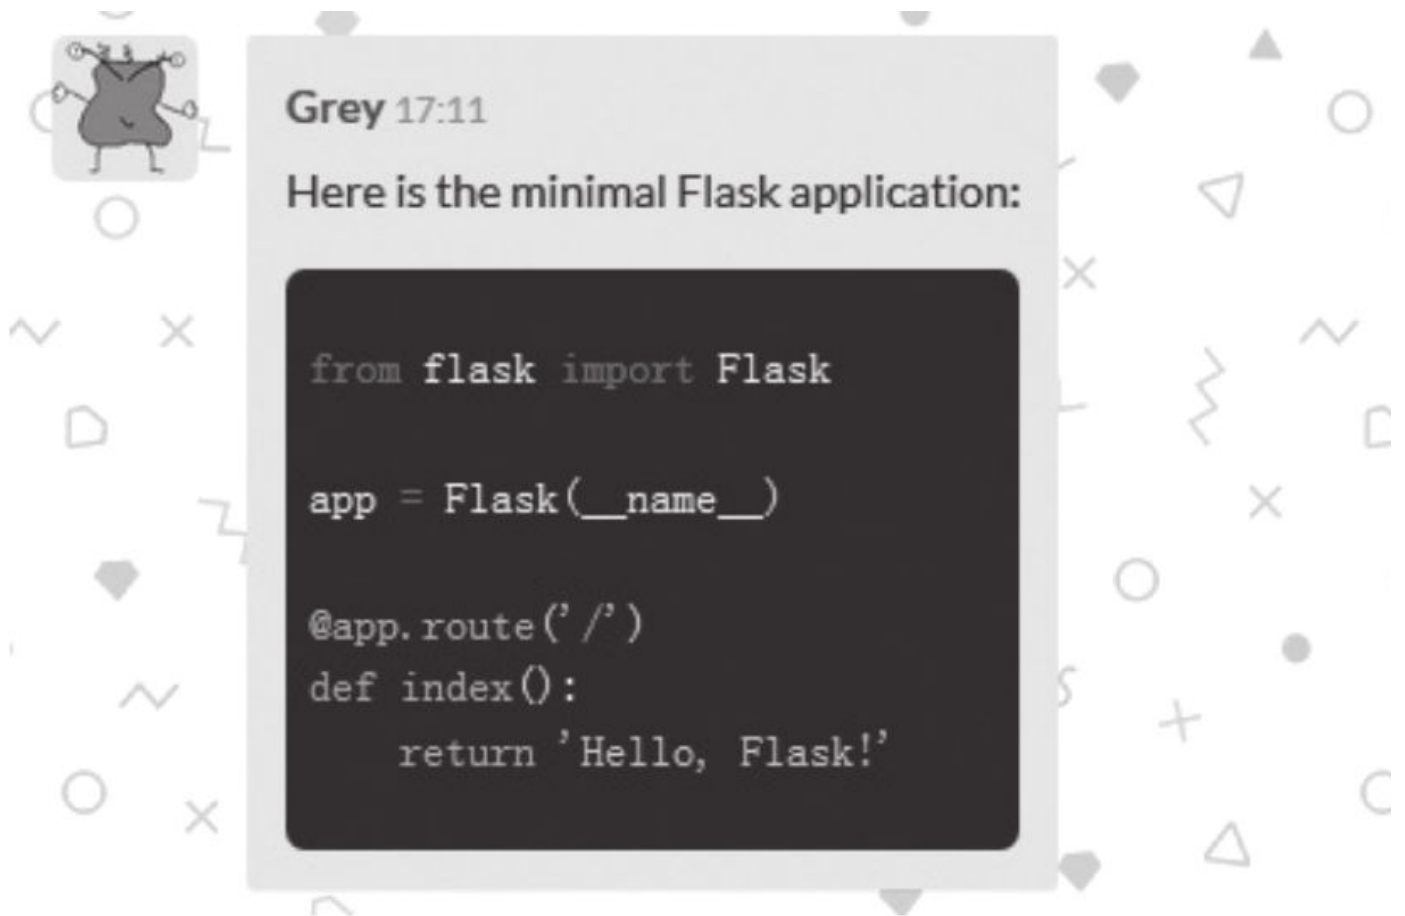 Grey 17:11
Here is the minimal Flask application:
from flask import Flask
app = Flask(__name__)
@app.route('/')
def index():
    return 'Hello, Flask!'